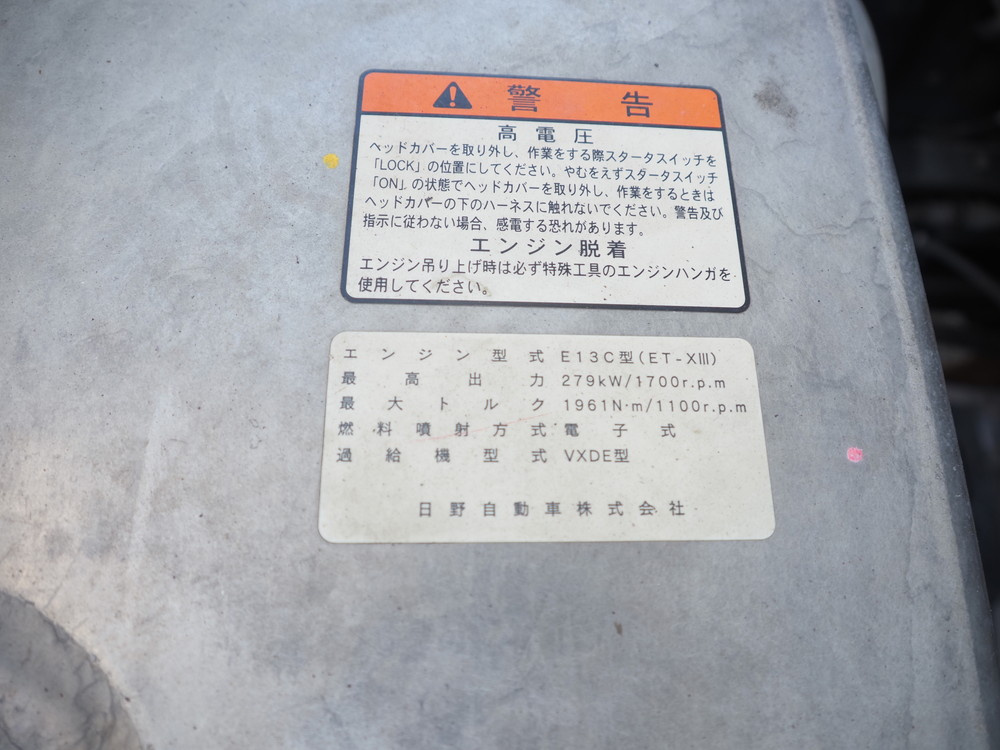 警告
高電圧
ヘッドカバーを取り外し、作業をする際スタータスイッチを
「LOCK」の位置にしてください。やむをえずスタータスイッチ
「ON」の状態でヘッドカバーを取り外し、作業をするときは
ヘッドカバーの下のハーネスに触れないでください。警告及び
指示に従わない場合、感電する恐れがあります。
エンジン脱着
エンジン吊り上げ時は必ず特殊工具のエンジンハンガを
使用してください。
エンジン型式 E13C型(ET-XIII)
最高出力 279kW/1700r.p.m
最大トルク 1961N·m/1100r.p.m
燃料噴射方式 電子式
過給機型式 VXDE型
日野自動車株式会社